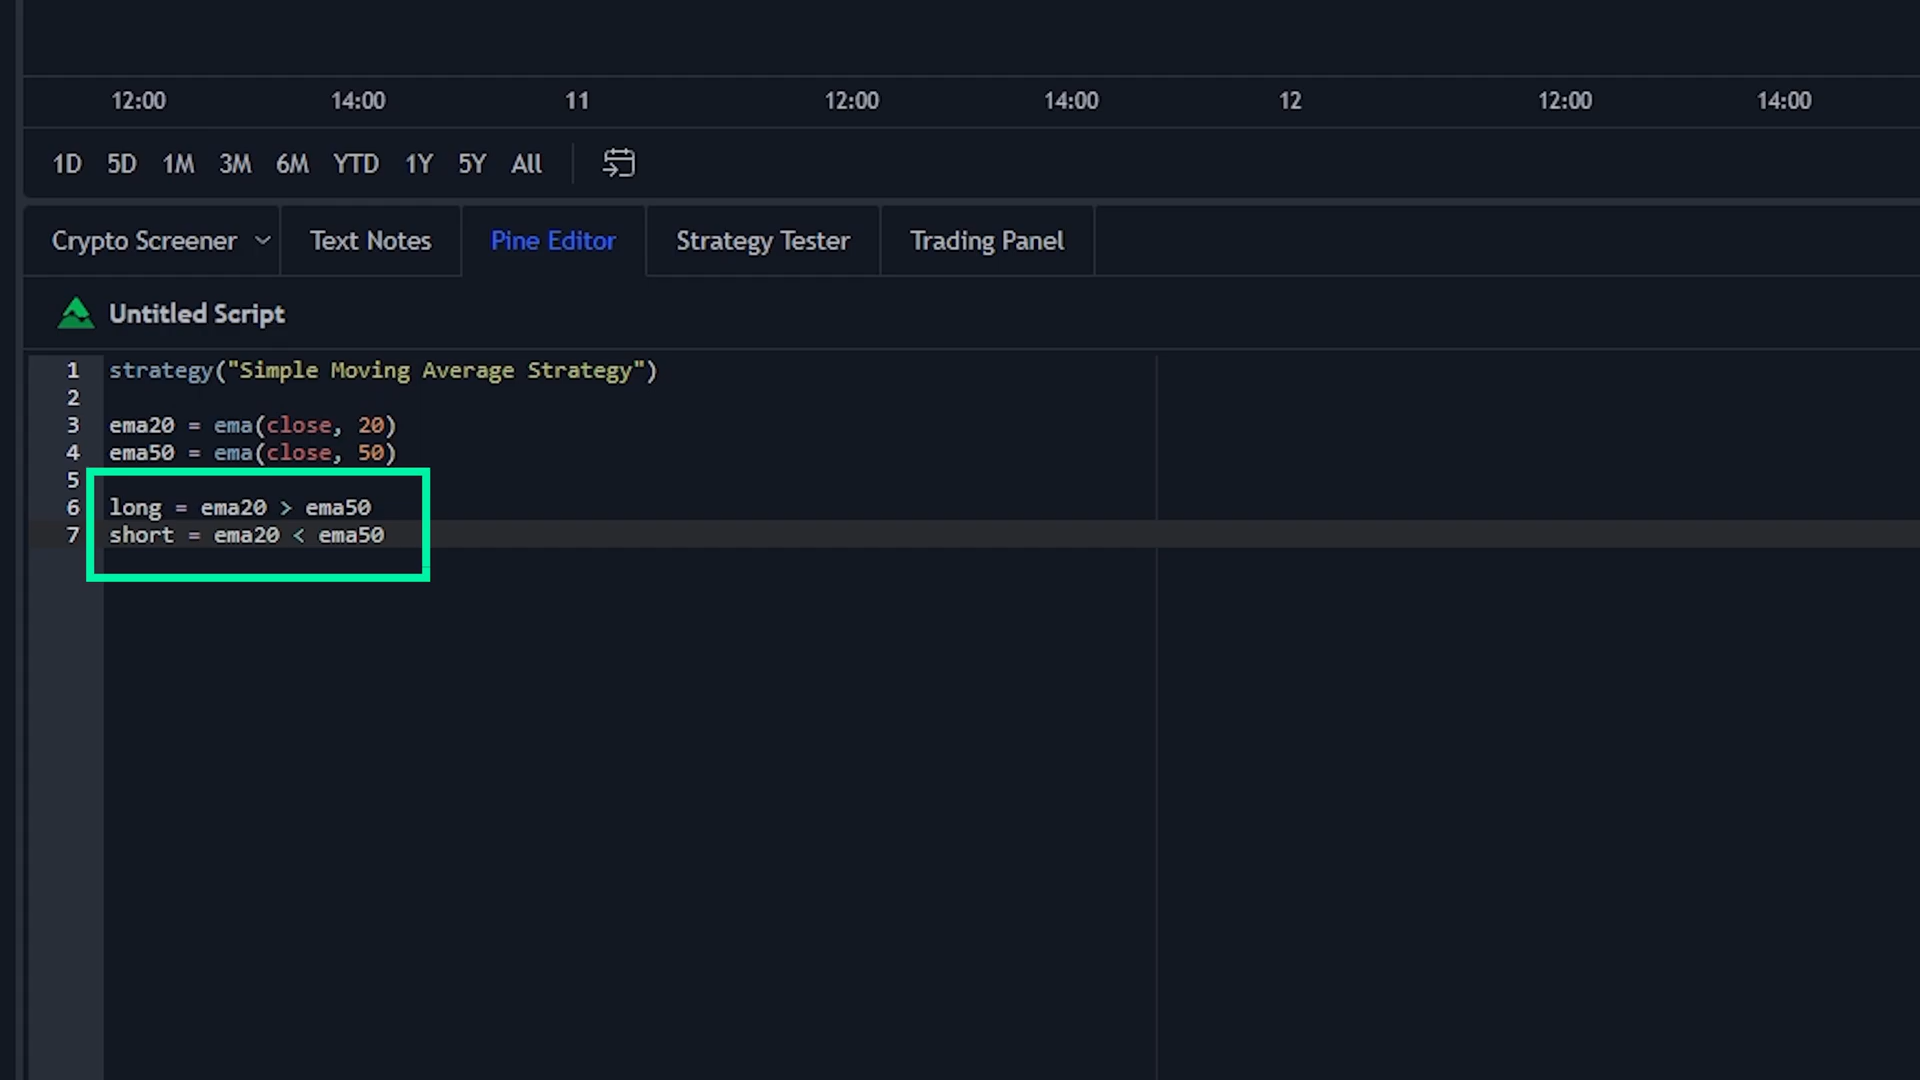 12:00 14:00 11 12:00 14:00 12 12:00 14:00
1D 5D 1M 3M 6M YTD 1Y 5Y All
Crypto Screener Text Notes Pine Editor Strategy Tester Trading Panel
Untitled Script
1 strategy("Simple Moving Average Strategy")
2
3 ema20 = ema(close, 20)
4 ema50 = ema(close, 50)
5
6 long = ema20 > ema50
7 short = ema20 < ema50